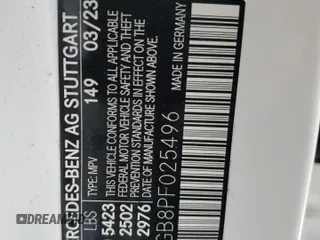 RCEDES-BENZ AG STUTTGART
149 03/23
LBS TYPE: MPV
5423 THIS VEHICLE CONFORMS TO ALL APPLICABLE
2502 FEDERAL MOTOR VEHICLE SAFETY AND THEFT
2976 PREVENTION STANDARDS IN EFFECT ON THE DATE OF MANUFACTURE SHOWN ABOVE
GB8PF025496
MADE IN GERMANY
DREAMBID